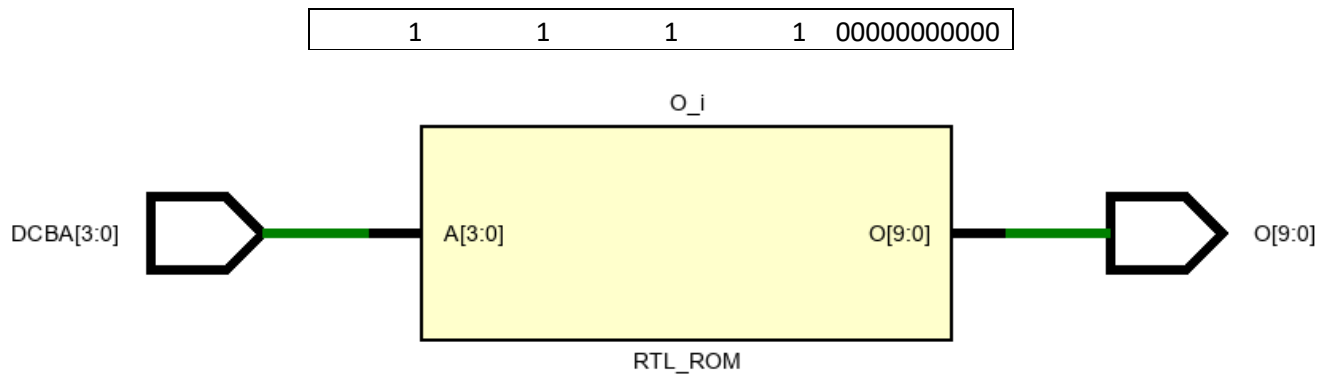 1 1 1 1 00000000000
O_i
DCBA[3:0] A[3:0] O[9:0] O[9:0]
RTL_ROM